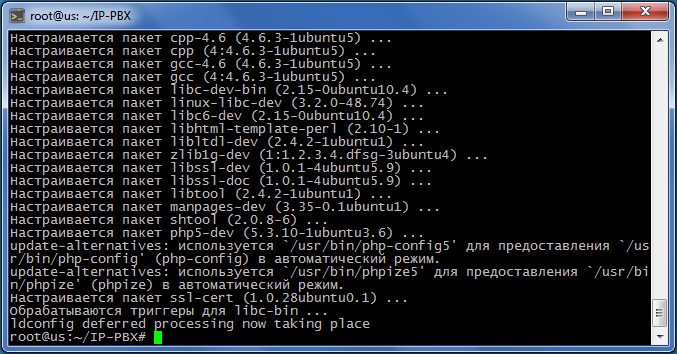 root@us: ~/IP-PBX
Настраивается пакет cpp-4.6 (4.6.3-1ubuntu5) ...
Настраивается пакет cpp (4:4.6.3-1ubuntu5) ...
Настраивается пакет gcc-4.6 (4.6.3-1ubuntu5) ...
Настраивается пакет gcc (4:4.6.3-1ubuntu5) ...
Настраивается пакет libc-dev-bin (2.15-0ubuntu10.4) ...
Настраивается пакет linux-libc-dev (3.2.0-48.74) ...
Настраивается пакет libc6-dev (2.15-0ubuntu10.4) ...
Настраивается пакет libhtml-template-perl (2.10-1) ...
Настраивается пакет libltdl-dev (2.4.2-1ubuntu1) ...
Настраивается пакет zlib1g-dev (1:1.2.3.4.dfsg-3ubuntu4) ...
Настраивается пакет libssl-dev (1.0.1-4ubuntu5.9) ...
Настраивается пакет libssl-doc (1.0.1-4ubuntu5.9) ...
Настраивается пакет libtool (2.4.2-1ubuntu1) ...
Настраивается пакет manpages-dev (3.35-0.1ubuntu1) ...
Настраивается пакет shtool (2.0.8-6) ...
Настраивается пакет php5-dev (5.3.10-1ubuntu3.6) ...
update-alternatives: используется `/usr/bin/php-config5' для предоставления `/us
r/bin/php-config' (php-config) в автоматический режим.
update-alternatives: используется `/usr/bin/phpize5' для предоставления `/usr/bi
n/phpize' (phpize) в автоматический режим.
Настраивается пакет ssl-cert (1.0.28ubuntu0.1) ...
Обрабатываются триггеры для libc-bin ...
ldconfig deferred processing now taking place
root@us:~/IP-PBX#